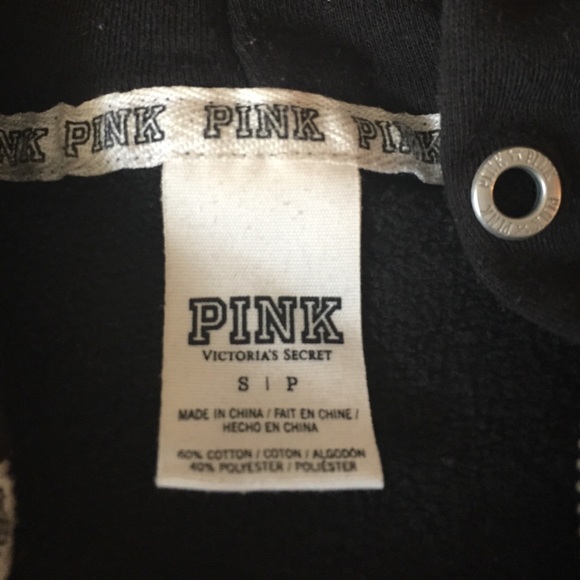 PINK PINK PINK PINK
PINK
VICTORIA'S SECRET
S | P
MADE IN CHINA / FAIT EN CHINE /
HECHO EN CHINA
60% COTTON / COTON / ALGODÓN
40% POLYESTER / POLIÉSTER